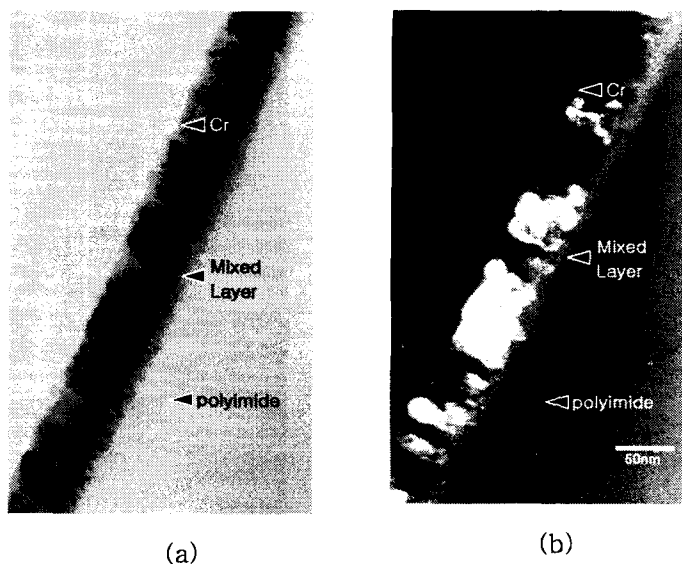 Cr
Mixed
Layer
polyimide
(a)
Cr
Mixed
Layer
polyimide
50nm
(b)